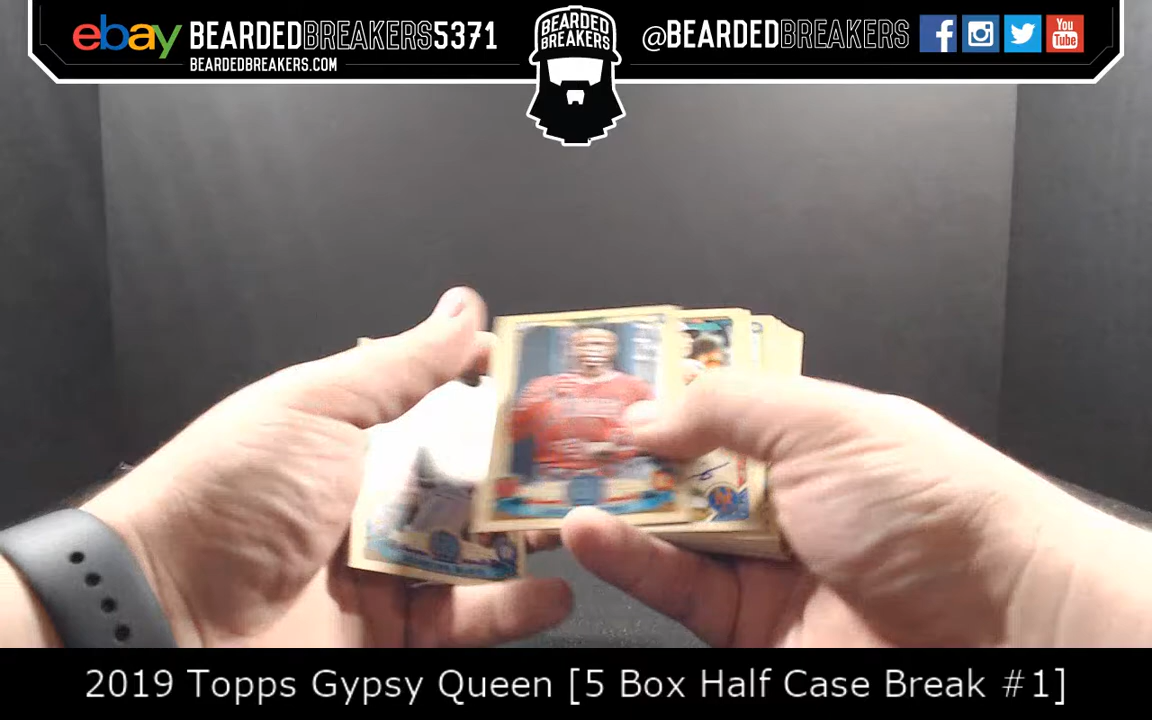 ebay BEARDEDBREAKERS5371
BEARDEDBREAKERS.COM
BEARDED
BREAKERS
@BEARDEDBREAKERS
You
Tube
2019 Topps Gypsy Queen [5 Box Half Case Break #1]